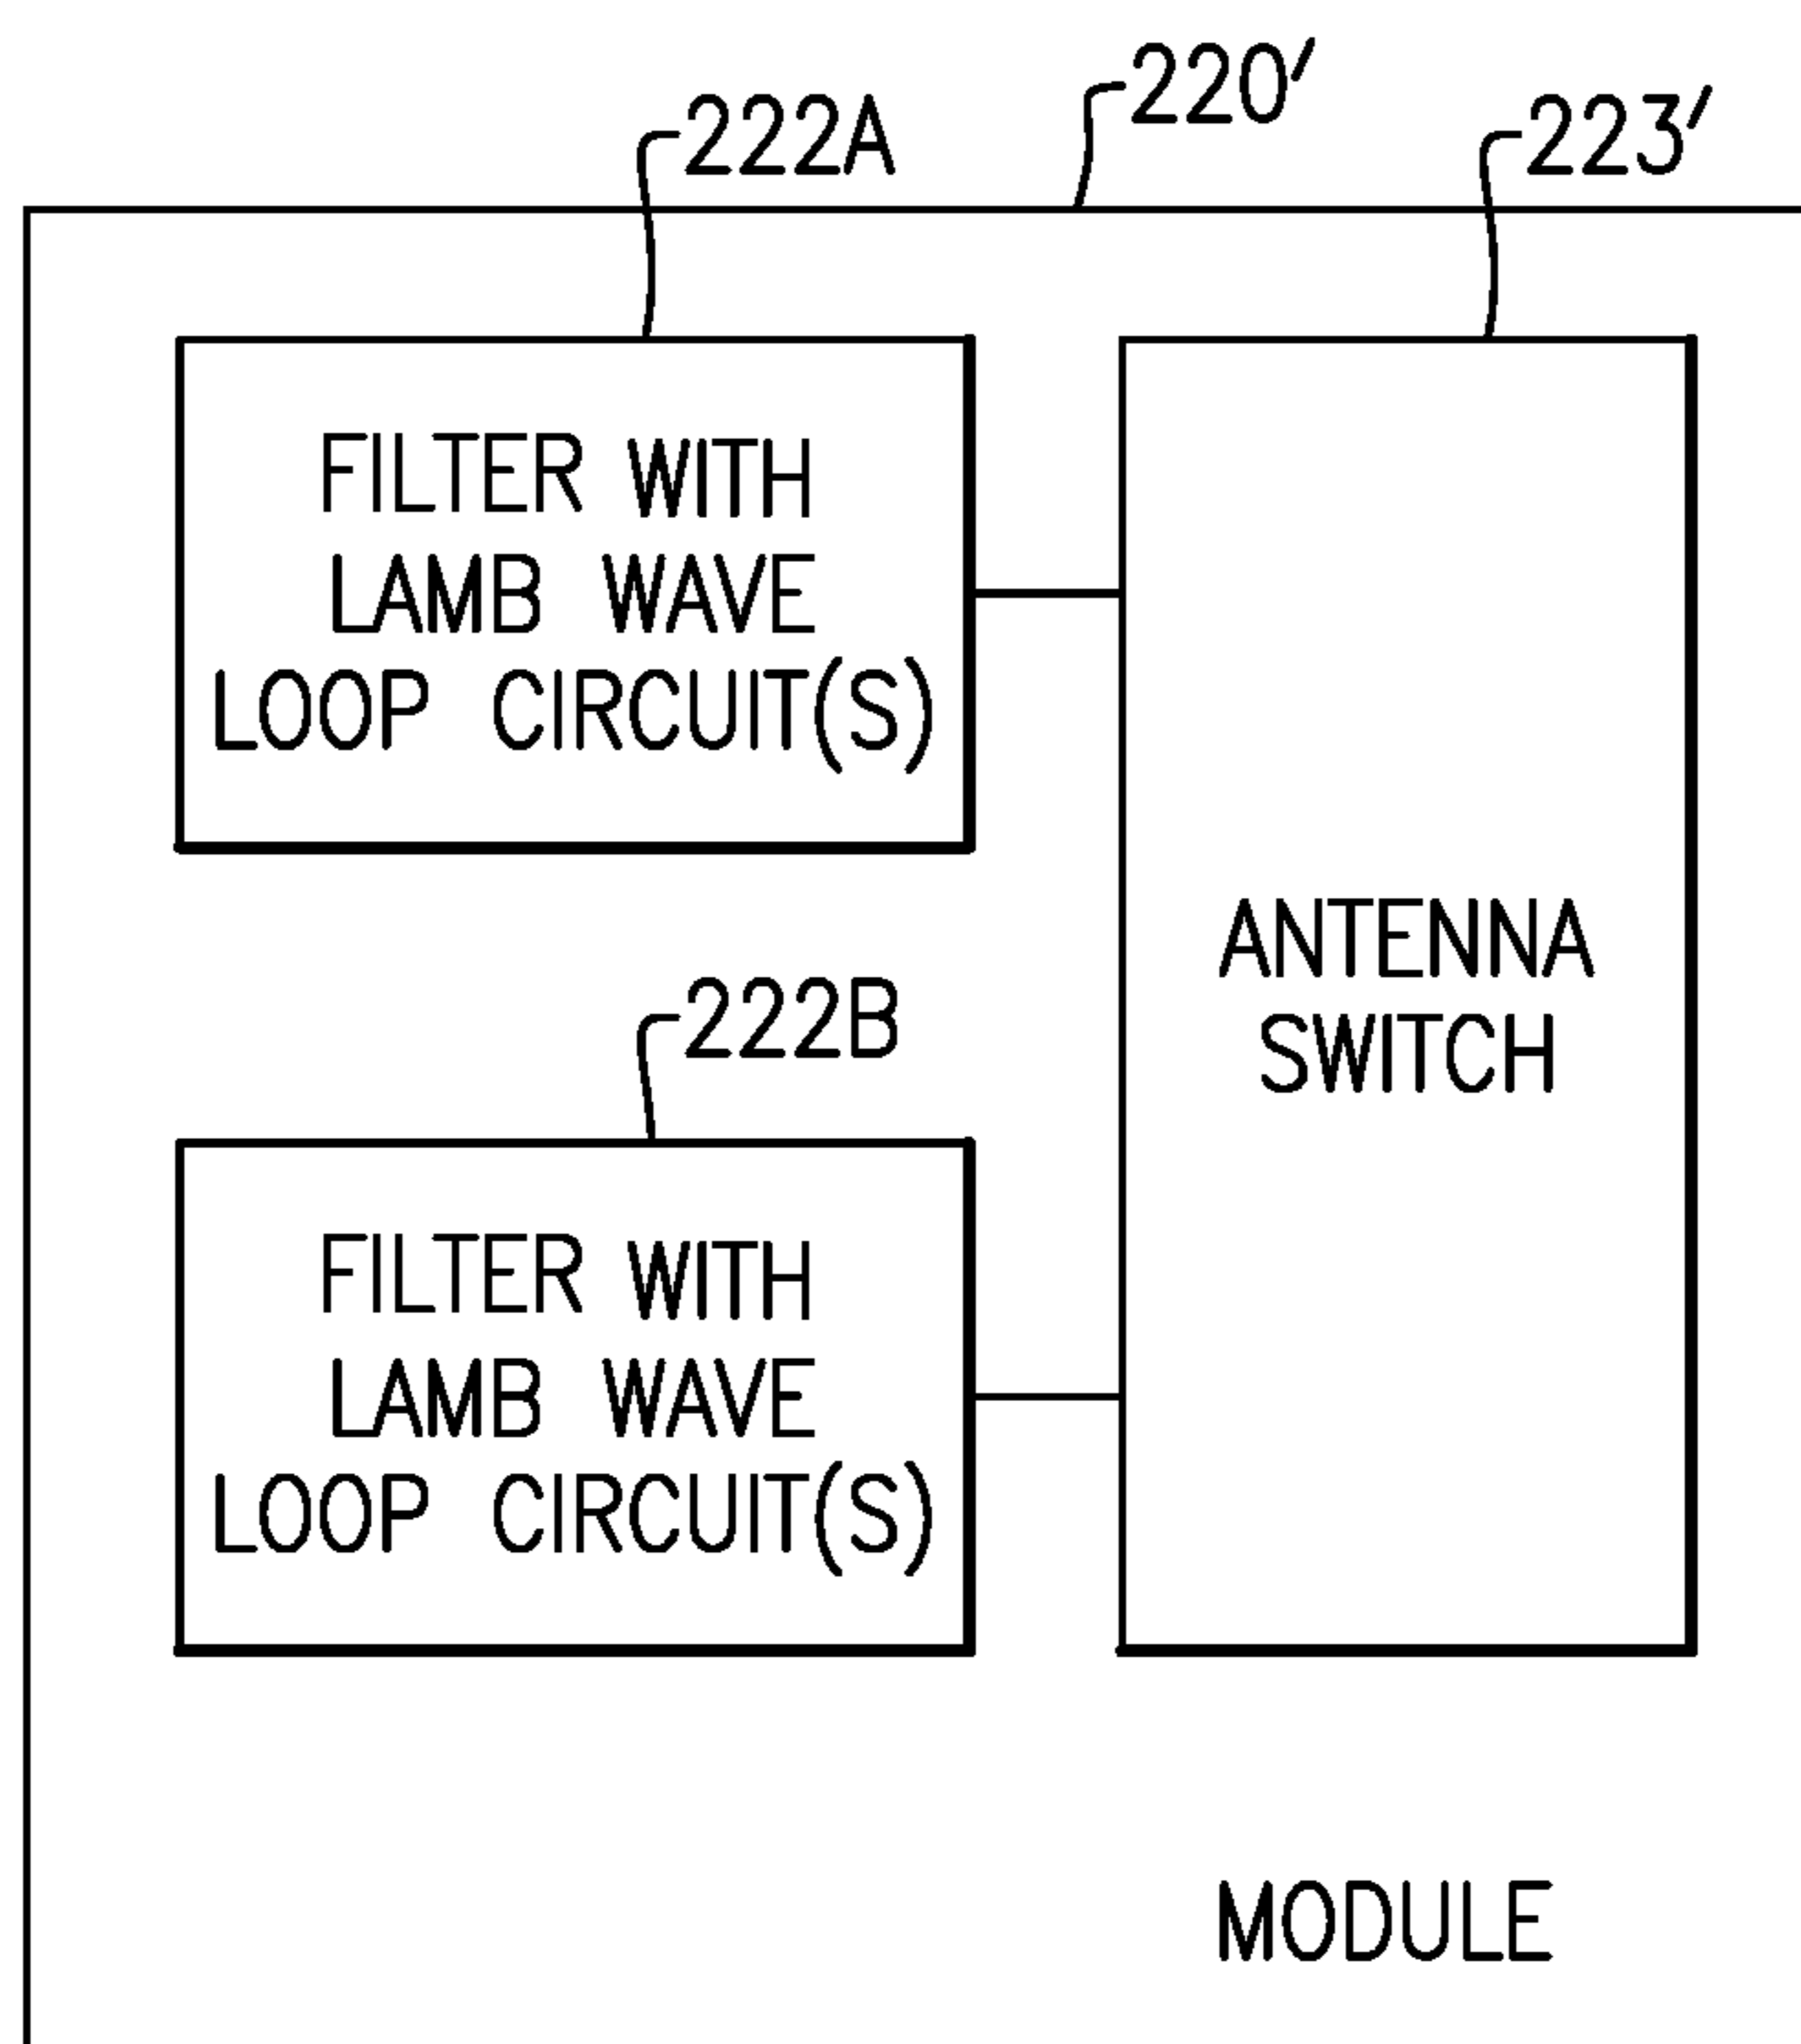 220′
222A
223′
FILTER WITH
LAMB WAVE
LOOP CIRCUIT(S)
ANTENNA
SWITCH
222B
FILTER WITH
LAMB WAVE
LOOP CIRCUIT(S)
MODULE